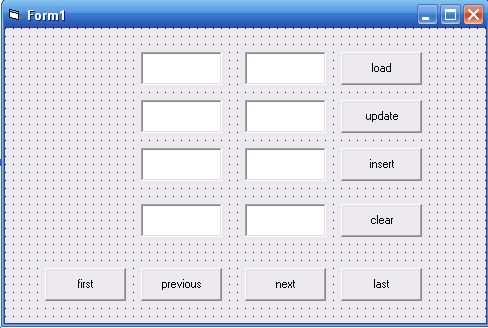 Form1
load
update
insert
clear
first previous next last